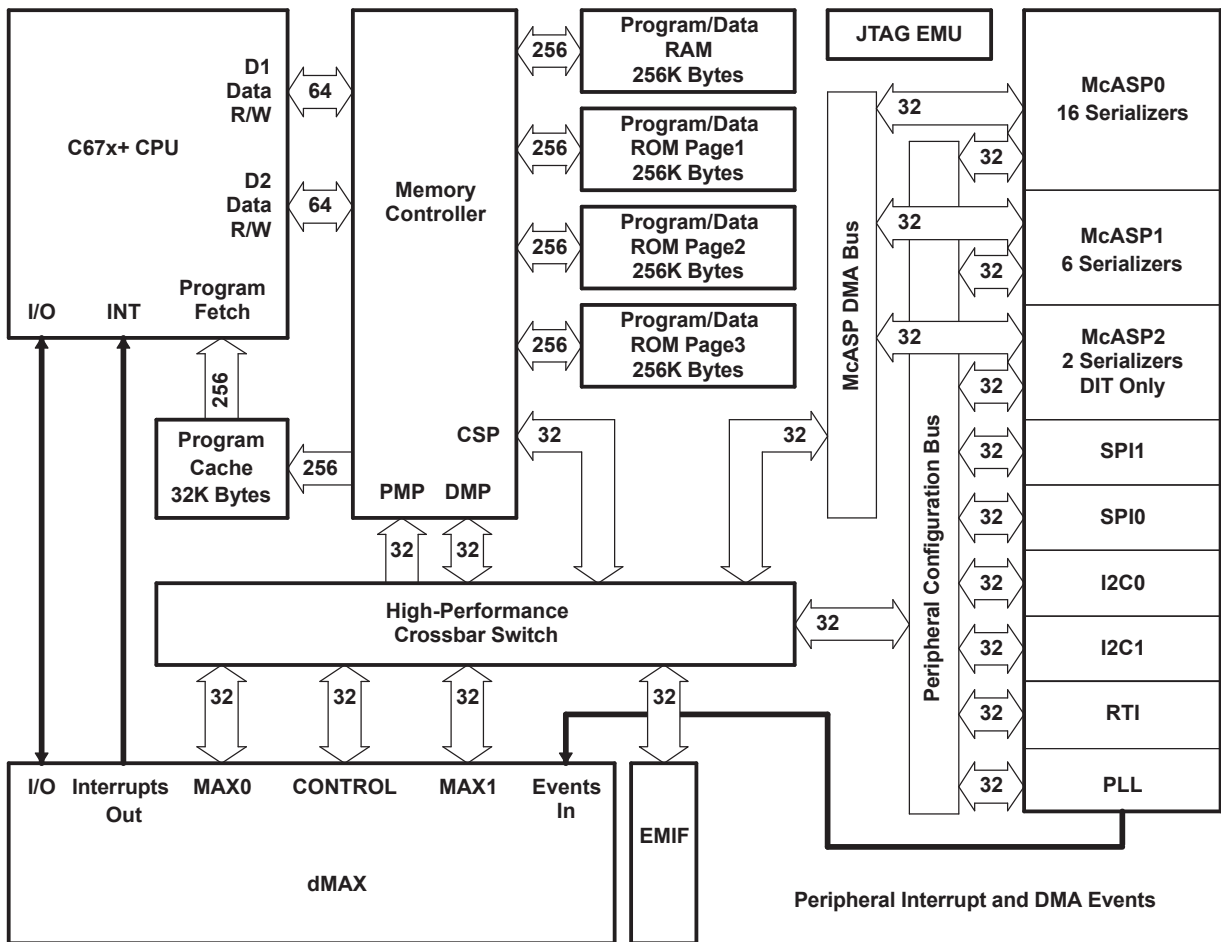 C67x+ CPU
D1
Data
R/W
D2
Data
R/W
I/O
INT
Program
Fetch
64
64
256
Program
Cache
32K Bytes
256
Memory
Controller
CSP
PMP
DMP
256
Program/Data
RAM
256K Bytes
256
Program/Data
ROM Page1
256K Bytes
256
Program/Data
ROM Page2
256K Bytes
256
Program/Data
ROM Page3
256K Bytes
32
32
32
32
High-Performance
Crossbar Switch
32
32
32
32
32
I/O
Interrupts
Out
MAX0
CONTROL
MAX1
Events
In
dMAX
EMIF
JTAG EMU
McASP DMA Bus
Peripheral Configuration Bus
32
32
32
32
32
32
32
32
32
32
32
32
McASP0
16 Serializers
McASP1
6 Serializers
McASP2
2 Serializers
DIT Only
SPI1
SPI0
I2C0
I2C1
RTI
PLL
Peripheral Interrupt and DMA Events